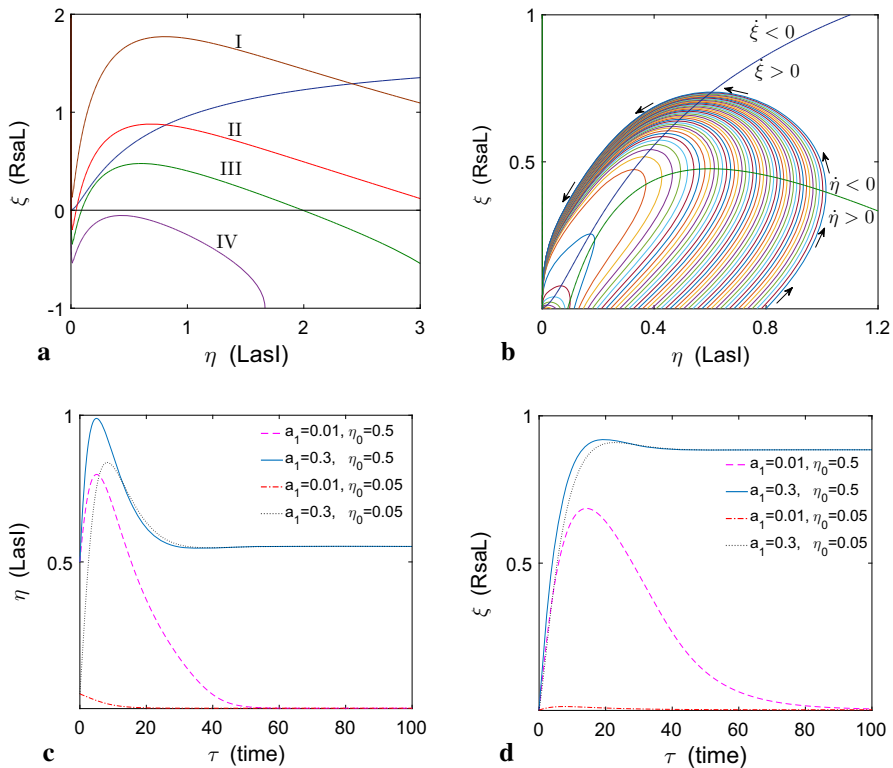 2
1
0
-1
0
1
2
3
I
II
III
IV
ξ (RsaL)
η (LasI)
a
1
0.5
0
0
0.4
0.8
1.2
ξ̇ < 0
ξ̇ > 0
η̇ < 0
η̇ > 0
ξ (RsaL)
η (LasI)
b
1
0.5
0
20
40
60
80
100
a₁=0.01, η₀=0.5
a₁=0.3, η₀=0.5
a₁=0.01, η₀=0.05
a₁=0.3, η₀=0.05
η (LasI)
τ (time)
c
1
0.5
0
20
40
60
80
100
a₁=0.01, η₀=0.5
a₁=0.3, η₀=0.5
a₁=0.01, η₀=0.05
a₁=0.3, η₀=0.05
ξ (RsaL)
τ (time)
d